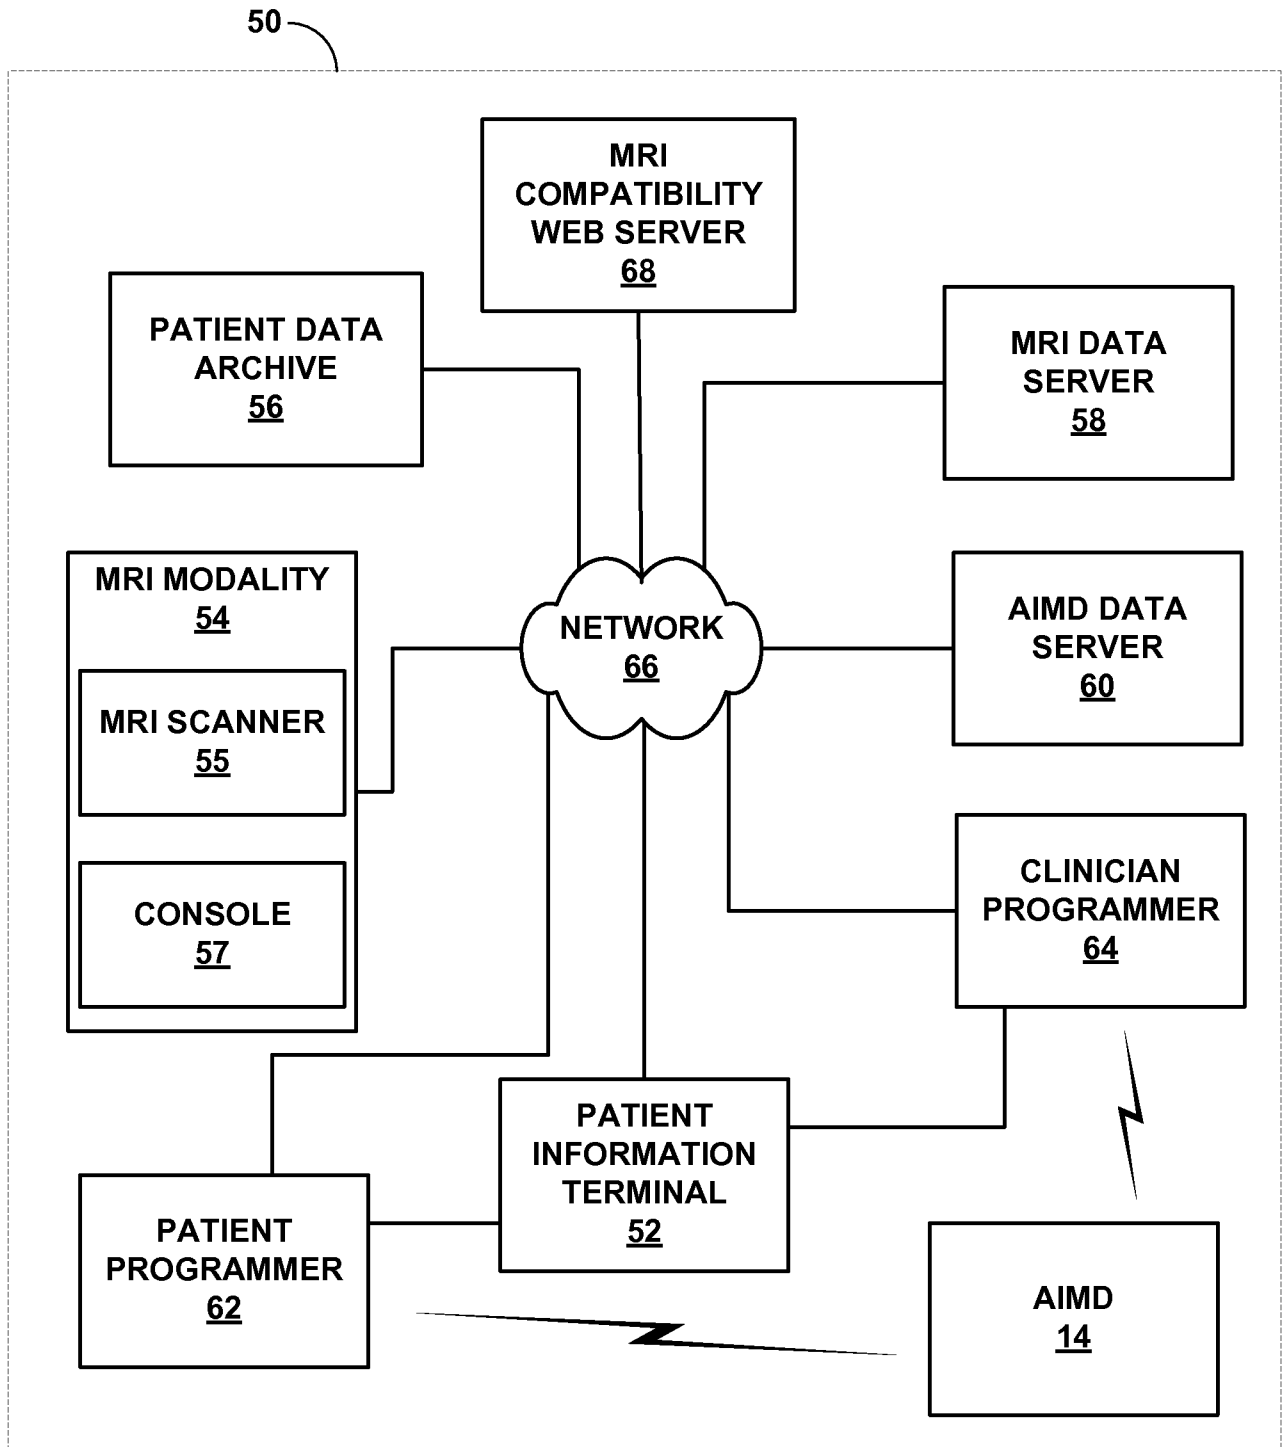 50
MRI
COMPATIBILITY
WEB SERVER
68
PATIENT DATA
ARCHIVE
56
MRI DATA
SERVER
58
MRI MODALITY
54
MRI SCANNER
55
CONSOLE
57
NETWORK
66
AIMD DATA
SERVER
60
CLINICIAN
PROGRAMMER
64
PATIENT
INFORMATION
TERMINAL
52
PATIENT
PROGRAMMER
62
AIMD
14